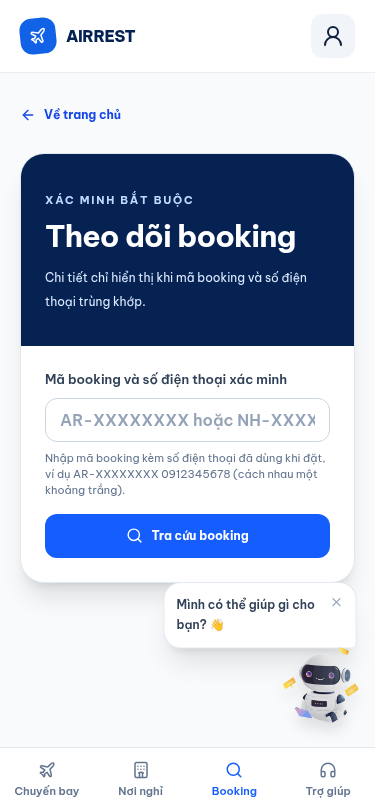 AIRREST
Về trang chủ
XÁC MINH BẮT BUỘC
Theo dõi booking
Chi tiết chỉ hiển thị khi mã booking và số điện
thoại trùng khớp.
Mã booking và số điện thoại xác minh
AR-XXXXXXXX hoặc NH-XXXX
Nhập mã booking kèm số điện thoại đã dùng khi đặt,
ví dụ AR-XXXXXXXX 0912345678 (cách nhau một
khoảng trắng).
Tra cứu booking
Mình có thể giúp gì cho
bạn? 👋
Chuyến bay
Nơi nghỉ
Booking
Trợ giúp